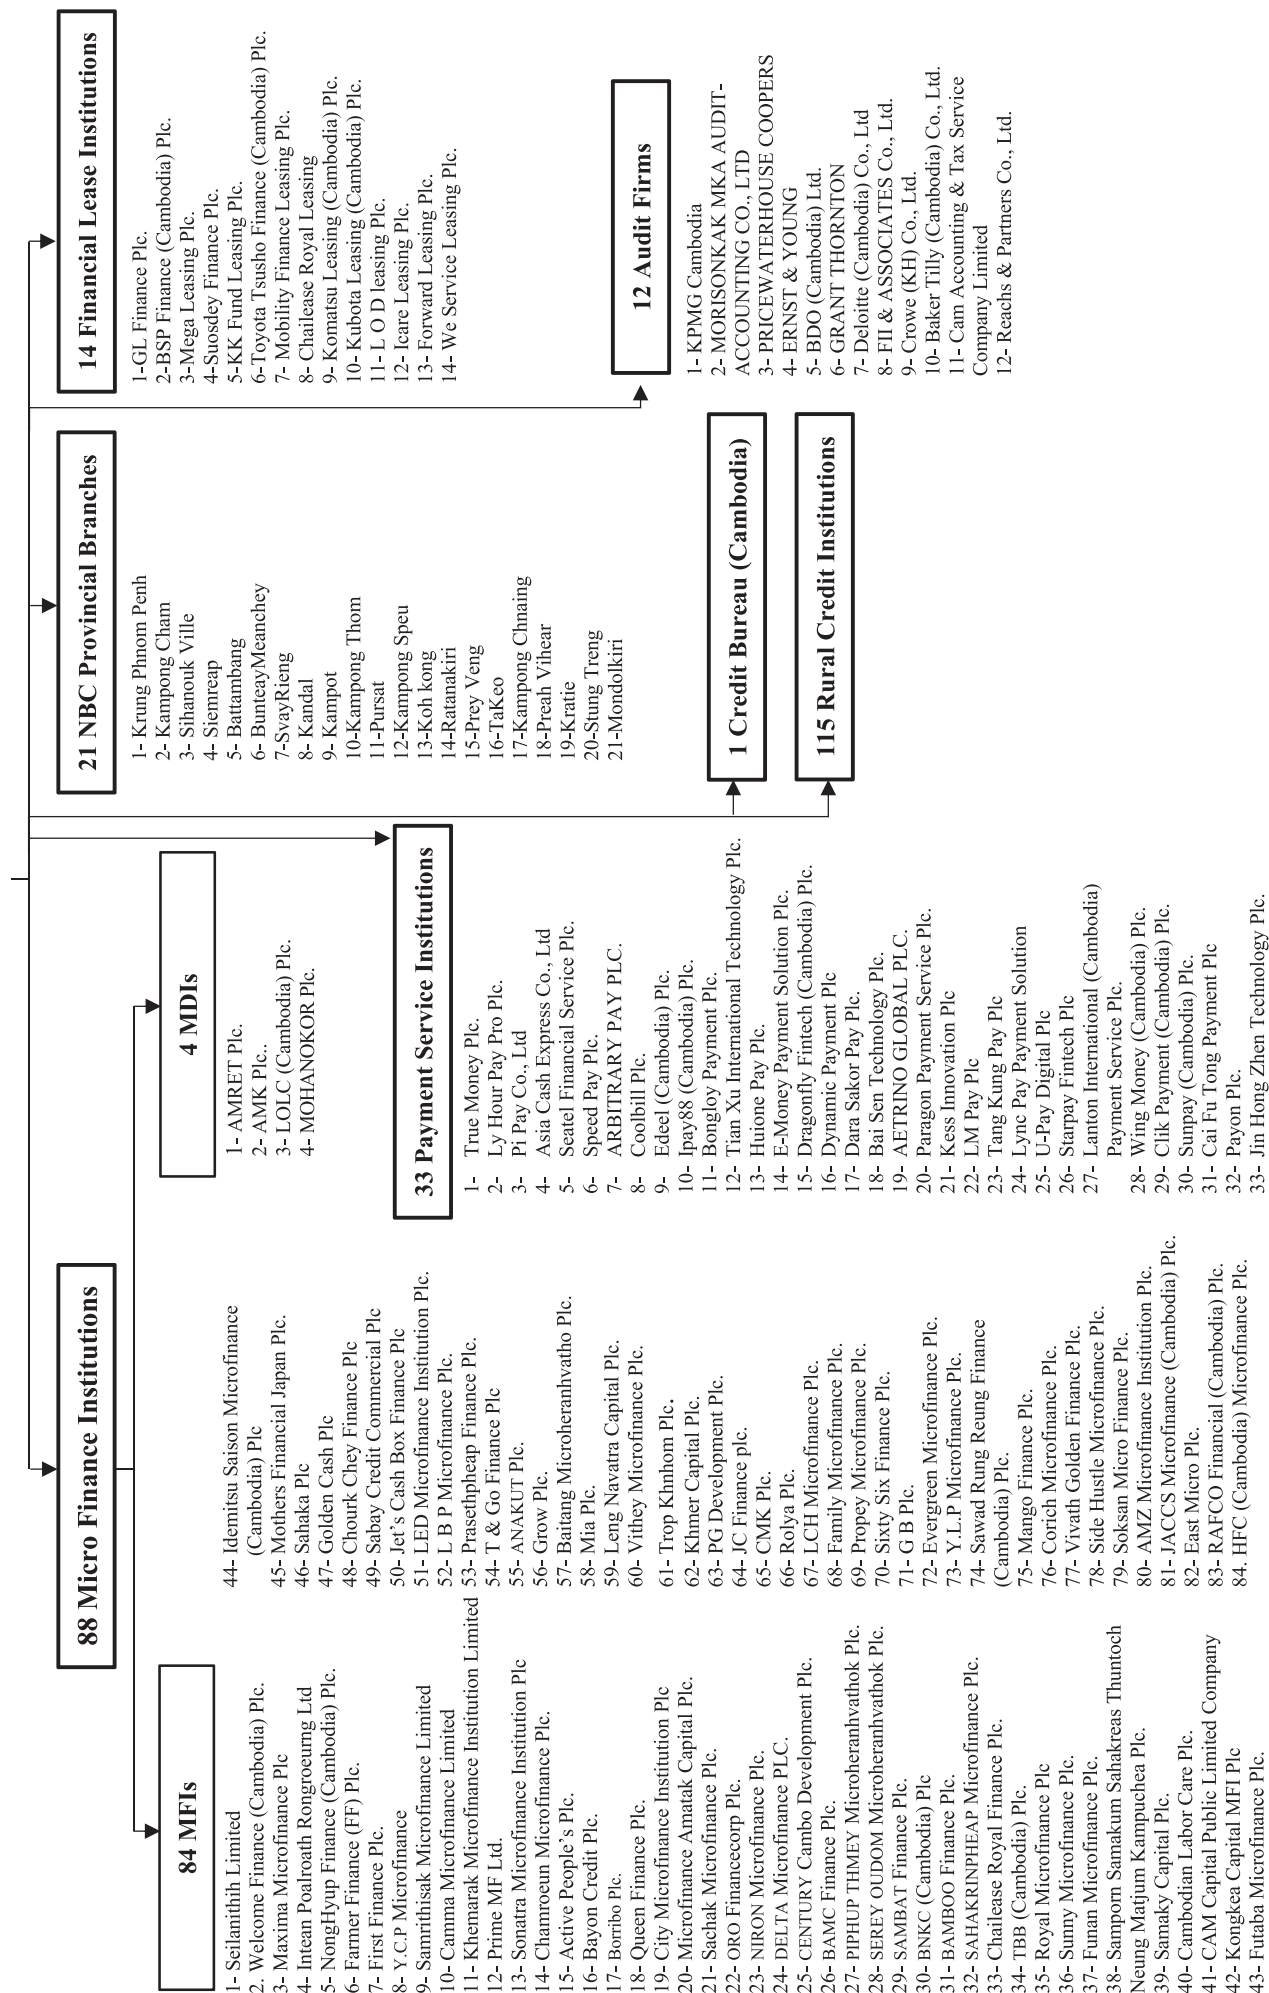 88 Micro Finance Institutions
84 MFIs
1- Seilanithih Limited
2. Welcome Finance (Cambodia) Plc.
3- Maxima Microfinance Plc
4- Intean Poalroath Rongroeurng Ltd
5- NongHyup Finance (Cambodia) Plc.
6- Farmer Finance (FF) Plc.
7- First Finance Plc.
8- Y.C.P Microfinance
9- Samrithisak Microfinance Limited
10- Camma Microfinance Limited
11- Khemarak Microfinance Institution Limited
12- Prime MF Ltd.
13- Sonatra Microfinance Institution Plc
14- Chamroeun Microfinance Plc.
15- Active People's Plc.
16- Bayon Credit Plc.
17- Borribo Plc.
18- Queen Finance Plc.
19- City Microfinance Institution Plc
20- Microfinance Amatak Capital Plc.
21- Sachak Microfinance Plc.
22- ORO Financecorp Plc.
23- NIRON Microfinance Plc.
24- DELTA Microfinance PLC.
25- CENTURY Cambo Development Plc.
26- BAMC Finance Plc.
27- PIPHUP THMEY Microheranhvathok Plc.
28- SEREY OUDOM Microheranhvathok Plc.
29- SAMBAT Finance Plc.
30- BNKC (Cambodia) Plc
31- BAMBOO Finance Plc.
32- SAHAKRINPHEAP Microfinance Plc.
33- Chailease Royal Finance Plc.
34- TBB (Cambodia) Plc.
35- Royal Microfinance Plc
36- Sunny Microfinance Plc.
37- Funan Microfinance Plc.
38- Samporn Samakum Sahakreas Thuntoch
Neung Matjum Kampuchea Plc.
39- Samaky Capital Plc.
40- Cambodian Labor Care Plc.
41- CAM Capital Public Limited Company
42- Kongkea Capital MFI Plc
43- Futaba Microfinance Plc.
44- Idemitsu Saison Microfinance
(Cambodia) Plc
45- Mothers Financial Japan Plc.
46- Sahaka Plc
47- Golden Cash Plc
48- Chourk Chey Finance Plc
49- Sabay Credit Commercial Plc
50- Jet's Cash Box Finance Plc
51- LED Microfinance Institution Plc.
52- L B P Microfinance Plc.
53- Prasethpheap Finance Plc.
54- T & Go Finance Plc
55- ANAKUT Plc.
56- Grow Plc.
57- Baitang Microheranhvatho Plc.
58- Mia Plc.
59- Leng Navatra Capital Plc.
60- Vithey Microfinance Plc.
61- Trop Khnhom Plc.
62- Khmer Capital Plc.
63- PG Development Plc.
64- JC Finance plc.
65- CMK Plc.
66- Rolya Plc.
67- LCH Microfinance Plc.
68- Family Microfinance Plc.
69- Propey Microfinance Plc.
70- Sixty Six Finance Plc.
71- G B Plc.
72- Evergreen Microfinance Plc.
73- Y.L.P Microfinance Plc.
74- Sawad Rung Reung Finance
(Cambodia) Plc.
75- Mango Finance Plc.
76- Corich Microfinance Plc.
77- Vivath Golden Finance Plc.
78- Side Hustle Microfinance Plc.
79- Soksan Micro Finance Plc.
80- AMZ Microfinance Institution Plc.
81- JACCS Microfinance (Cambodia) Plc.
82- East Micro Plc.
83- RAFCO Financial (Cambodia) Plc.
84. HFC (Cambodia) Microfinance Plc.
4 MDIs
1- AMRET Plc.
2- AMK Plc..
3- LOLC (Cambodia) Plc.
4- MOHANOKOR Plc.
33 Payment Service Institutions
1- True Money Plc.
2- Ly Hour Pay Pro Plc.
3- Pi Pay Co., Ltd
4- Asia Cash Express Co., Ltd
5- Seatel Financial Service Plc.
6- Speed Pay Plc.
7- ARBITRARY PAY PLC.
8- Coolbill Plc.
9- Edeel (Cambodia) Plc.
10- Ipay88 (Cambodia) Plc.
11- Bongloy Payment Plc.
12- Tian Xu International Technology Plc.
13- Huione Pay Plc.
14- E-Money Payment Solution Plc.
15- Dragonfly Fintech (Cambodia) Plc.
16- Dynamic Payment Plc
17- Dara Sakor Pay Plc.
18- Bai Sen Technology Plc.
19- AETRINO GLOBAL PLC.
20- Paragon Payment Service Plc.
21- Kess Innovation Plc
22- LM Pay Plc
23- Tang Kung Pay Plc
24- Lync Pay Payment Solution
25- U-Pay Digital Plc
26- Starpay Fintech Plc
27- Lanton International (Cambodia)
Payment Service Plc.
28- Wing Money (Cambodia) Plc.
29- Clik Payment (Cambodia) Plc.
30- Sunpay (Cambodia) Plc.
31- Cai Fu Tong Payment Plc
32- Payon Plc.
33- Jin Hong Zhen Technology Plc.
21 NBC Provincial Branches
1- Krung Phnom Penh
2- Kampong Cham
3- Sihanouk Ville
4- Siemreap
5- Battambang
6- BunteayMeanchey
7-SvayRieng
8- Kandal
9- Kampot
10-Kampong Thom
11-Pursat
12-Kampong Speu
13-Koh kong
14-Ratanakiri
15-Prey Veng
16-TaKeo
17-Kampong Chnaing
18-Preah Vihear
19-Kratie
20-Stung Treng
21-Mondolkiri
1 Credit Bureau (Cambodia)
115 Rural Credit Institutions
14 Financial Lease Institutions
1-GL Finance Plc.
2-BSP Finance (Cambodia) Plc.
3-Mega Leasing Plc.
4-Suosdey Finance Plc.
5-KK Fund Leasing Plc.
6-Toyota Tsusho Finance (Cambodia) Plc.
7- Mobility Finance Leasing Plc.
8- Chailease Royal Leasing
9- Komatsu Leasing (Cambodia) Plc.
10- Kubota Leasing (Cambodia) Plc.
11- L O D leasing Plc.
12- Icare Leasing Plc.
13- Forward Leasing Plc.
14- We Service Leasing Plc.
12 Audit Firms
1- KPMG Cambodia
2- MORISONKAK MKA AUDIT-
ACCOUNTING CO., LTD
3- PRICEWATERHOUSE COOPERS
4- ERNST & YOUNG
5- BDO (Cambodia) Ltd.
6- GRANT THORNTON
7- Deloitte (Cambodia) Co., Ltd
8- FII & ASSOCIATES Co., Ltd.
9- Crowe (KH) Co., Ltd.
10- Baker Tilly (Cambodia) Co., Ltd.
11- Cam Accounting & Tax Service
Company Limited
12- Reachs & Partners Co., Ltd.